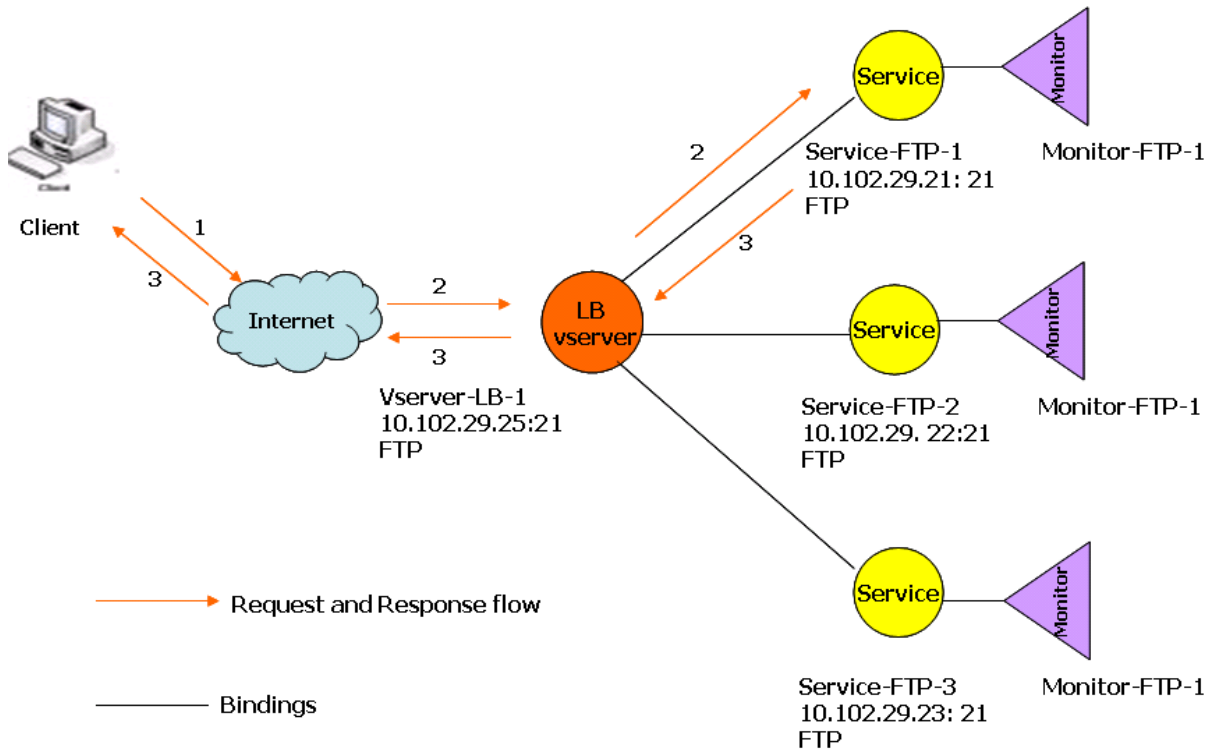 Service
Monitor
2
Service-FTP-1
10.102.29.21: 21
FTP
Monitor-FTP-1
Client
Client
1
3
3
Internet
2
3
LB
vserver
Vserver-LB-1
10.102.29.25:21
FTP
Service
Monitor
Service-FTP-2
10.102.29. 22:21
FTP
Monitor-FTP-1
Service
Monitor
Service-FTP-3
10.102.29.23: 21
FTP
Monitor-FTP-1
Request and Response flow
Bindings